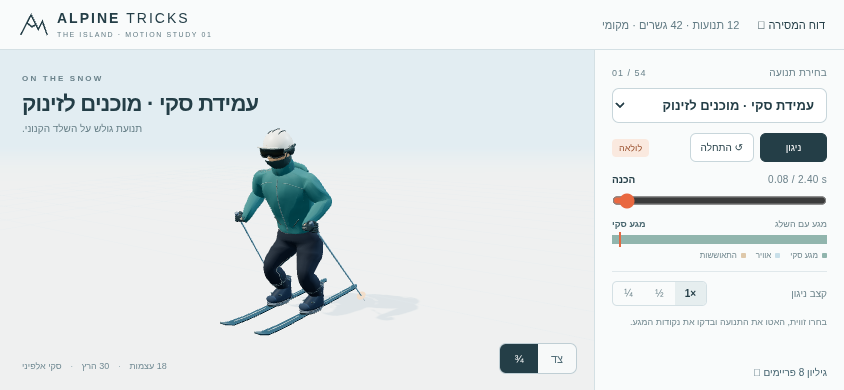 ALPINE TRICKS
THE ISLAND · MOTION STUDY 01
12 תנועות · 42 גשרים · מקומי
דוח המסירה
ON THE SNOW
עמידת סקי · מוכנים לזינוק
תנועת גולש על השלד הקנוני.
בחירת תנועה
01 / 54
עמידת סקי · מוכנים לזינוק
ניגון
↺ התחלה
לולאה
הכנה
0.08 / 2.40 s
מגע עם השלג
מגע סקי
מגע סקי
אוויר
התאוששות
קצב ניגון
1×
½
¼
בחרו זווית, האטו את התנועה ובדקו את נקודות המגע.
צד
¾
18 עצמות · 30 הרץ · סקי אלפיני
גיליון 8 פריימים